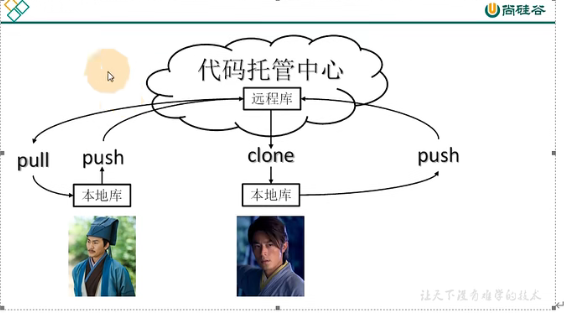 尚硅谷
代码托管中心
远程库
pull
push
clone
push
本地库
本地库
让天下没有难学的技术